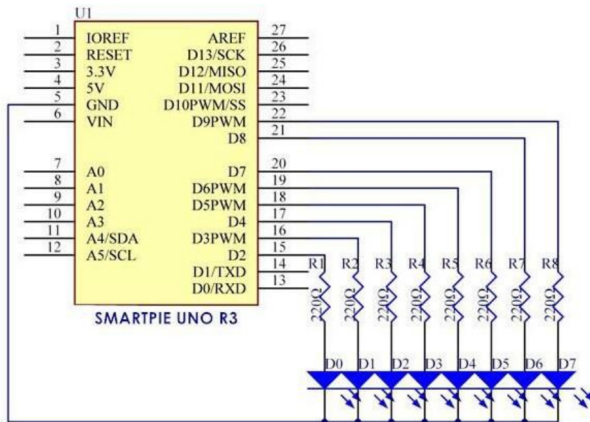 U1
1 IOREF AREF 27
2 RESET D13/SCK 26
3 3.3V D12/MISO 25
4 5V D11/MOSI 24
5 GND D10PWM/SS 23
6 VIN D9PWM 22
D8 21
7 A0 D7 20
8 A1 D6PWM 19
9 A2 D5PWM 18
10 A3 D4 17
11 A4/SDA D3PWM 16
12 A5/SCL D2 15
D1/TXD 14
D0/RXD 13
SMARTPIE UNO R3
R1 R2 R3 R4 R5 R6 R7 R8
220Ω 220Ω 220Ω 220Ω 220Ω 220Ω 220Ω 220Ω
D0 D1 D2 D3 D4 D5 D6 D7